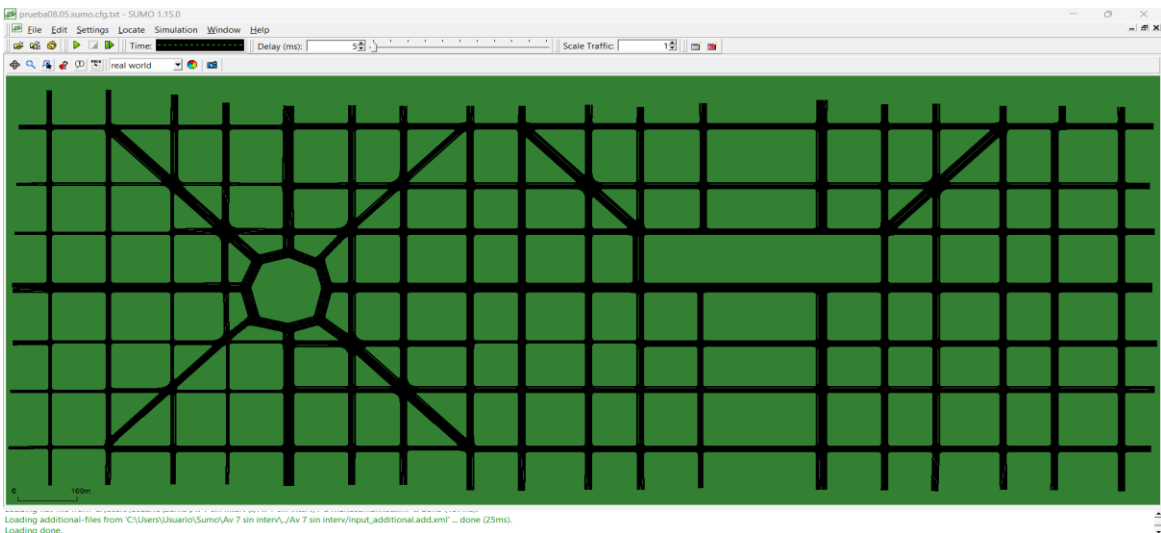 prueba08.05.sumo.cfg.txt - SUMO 1.15.0
File Edit Settings Locate Simulation Window Help
Time: Delay (ms): 5 Scale Traffic: 1
real world
0 100m
Loading additional-files from 'C:\Users\Usuario\Sumo\Av 7 sin interv\../Av 7 sin interv/input_additional.add.xml' ... done (25ms).
Loading done.